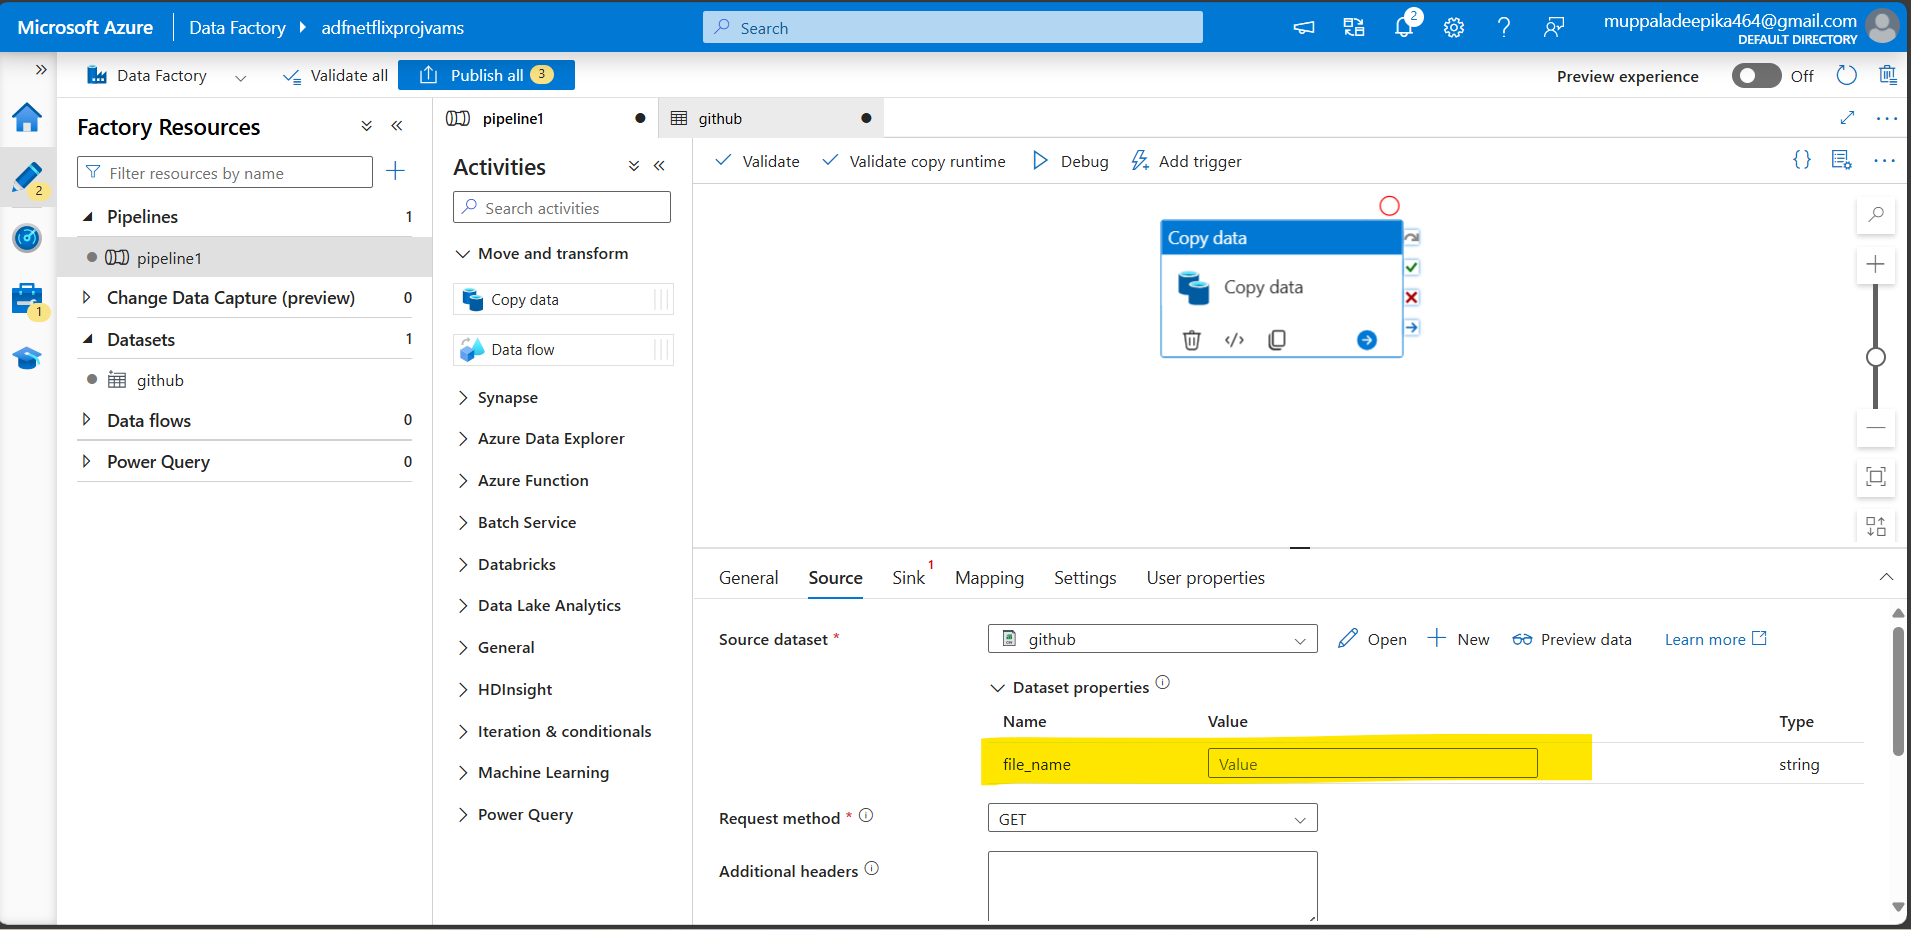 Microsoft Azure
Data Factory
adfnetflixprojvams
Search
2
muppaladeepika464@gmail.com
DEFAULT DIRECTORY
Data Factory
Validate all
Publish all 3
Preview experience
Off
2
1
Factory Resources
Filter resources by name
Pipelines 1
pipeline1
Change Data Capture (preview) 0
Datasets 1
github
Data flows 0
Power Query 0
pipeline1
github
Activities
Search activities
Move and transform
Copy data
Data flow
Synapse
Azure Data Explorer
Azure Function
Batch Service
Databricks
Data Lake Analytics
General
HDInsight
Iteration & conditionals
Machine Learning
Power Query
Validate
Validate copy runtime
Debug
Add trigger
Copy data
Copy data
General Source Sink 1 Mapping Settings User properties
Source dataset * github Open New Preview data Learn more
Dataset properties
Name Value Type
file_name Value string
Request method * GET
Additional headers